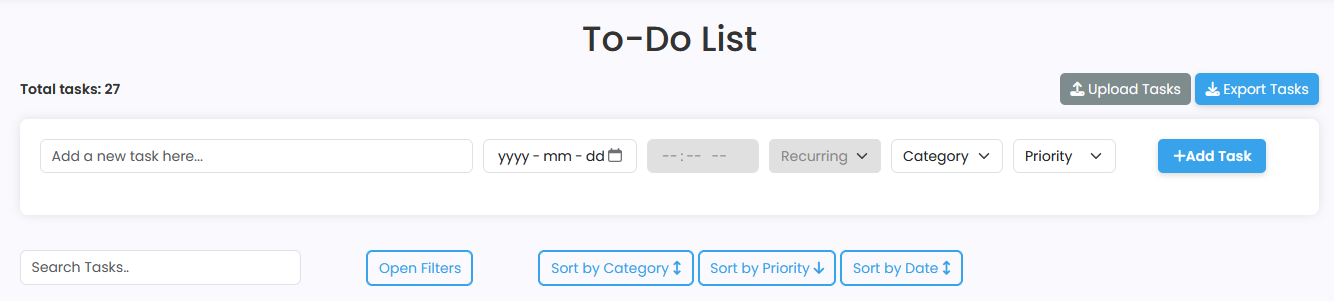 To-Do List
Total tasks: 27 Upload Tasks Export Tasks
Add a new task here... yyyy - mm - dd --:-- -- Recurring Category Priority +Add Task
Search Tasks.. Open Filters Sort by Category Sort by Priority Sort by Date